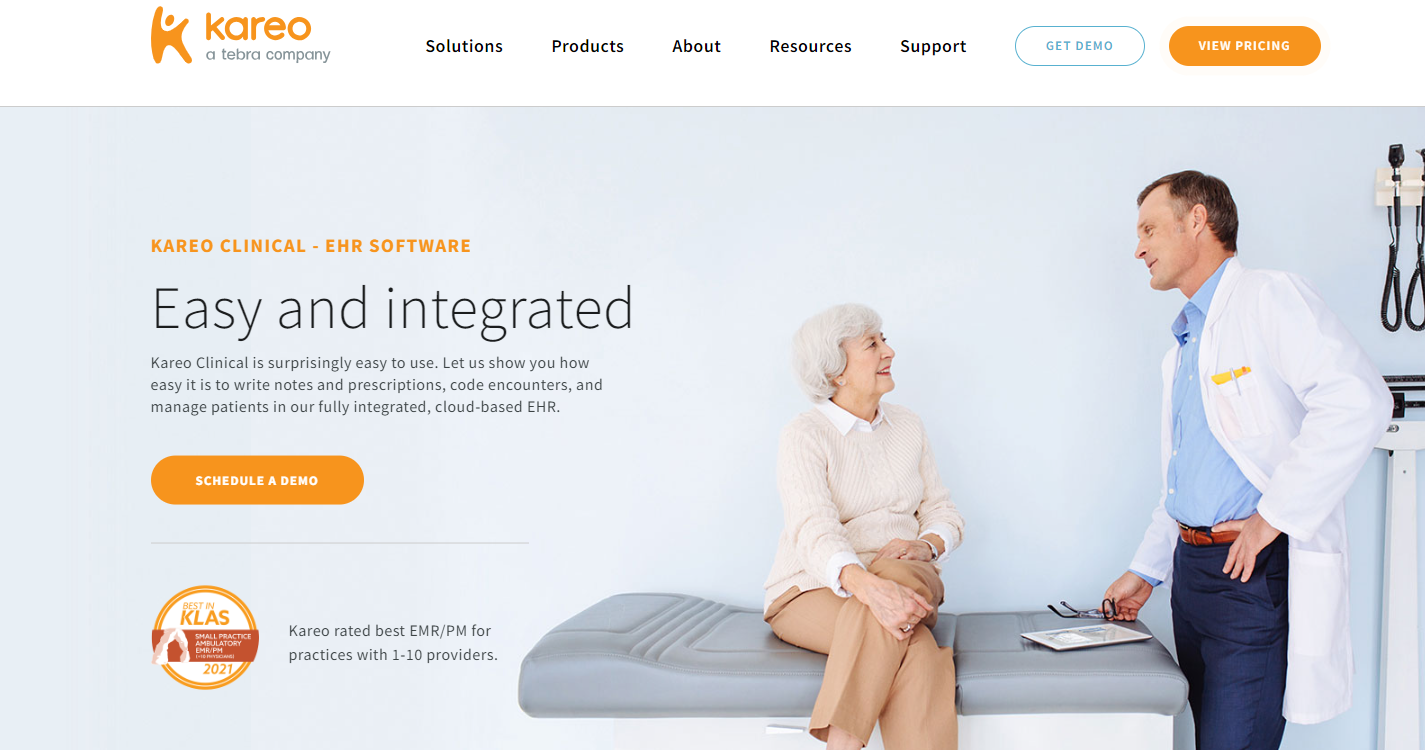 kareo
a tebra company
Solutions
Products
About
Resources
Support
GET DEMO
VIEW PRICING
KAREO CLINICAL - EHR SOFTWARE
Easy and integrated
Kareo Clinical is surprisingly easy to use. Let us show you how
easy it is to write notes and prescriptions, code encounters, and
manage patients in our fully integrated, cloud-based EHR.
SCHEDULE A DEMO
BEST IN
KLAS
SMALL PRACTICE
AMBULATORY
EMR/PM
(<10 PHYSICIANS)
2021
Kareo rated best EMR/PM for
practices with 1-10 providers.